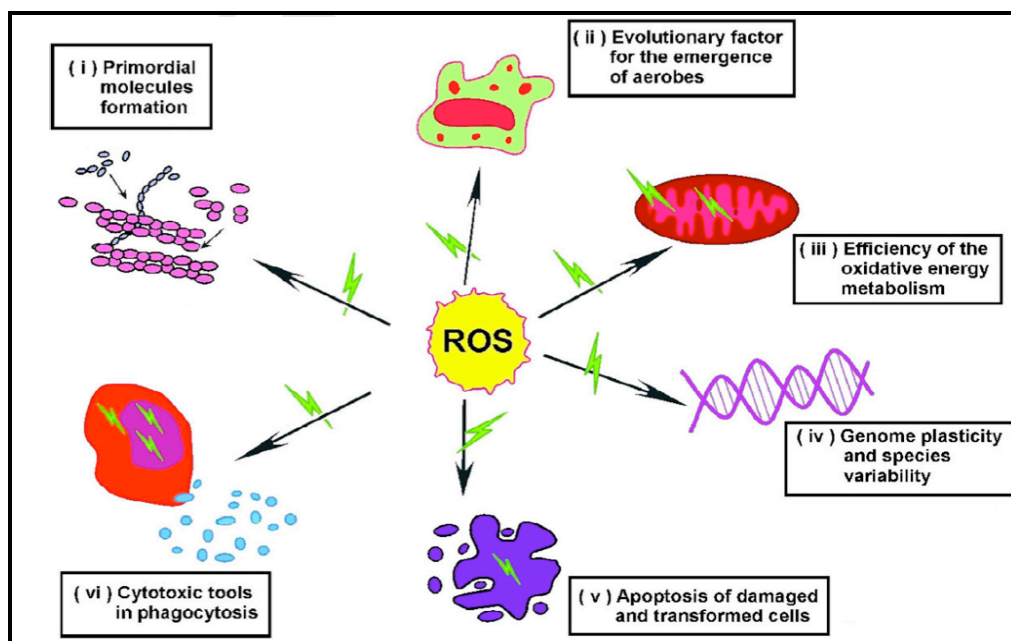 ( i ) Primordial
molecules
formation
( ii ) Evolutionary factor
for the emergence
of aerobes
( iii ) Efficiency of the
oxidative energy
metabolism
ROS
( iv ) Genome plasticity
and species
variability
( vi ) Cytotoxic tools
in phagocytosis
( v ) Apoptosis of damaged
and transformed cells